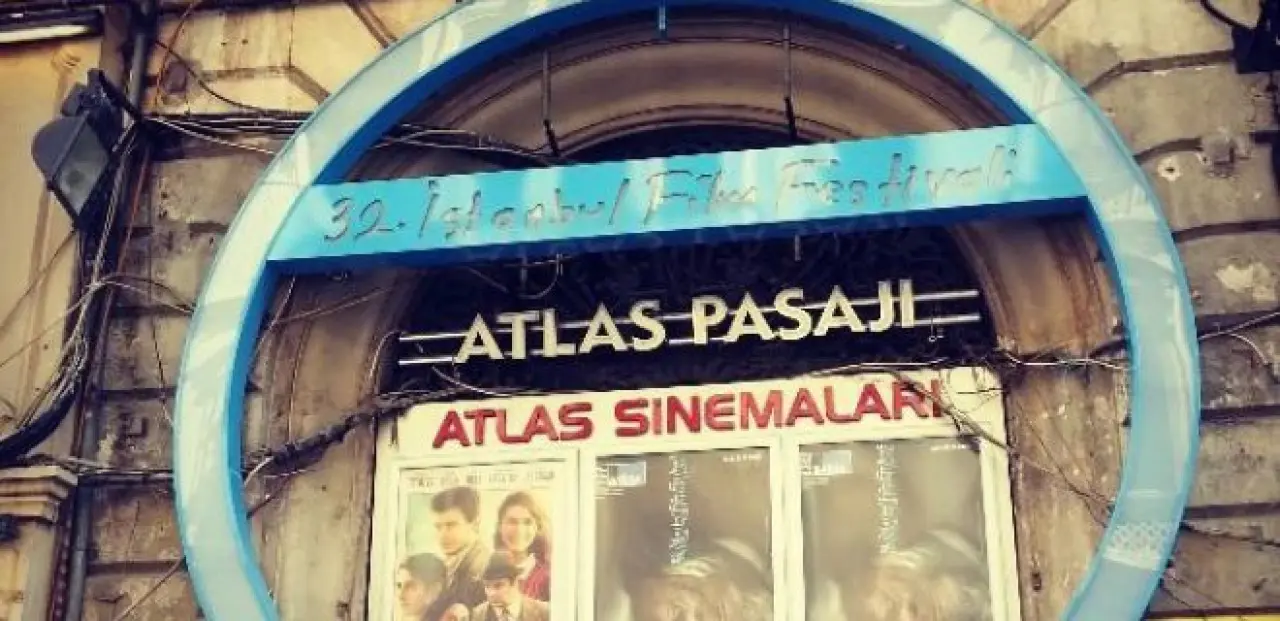 32. İstanbul Film Festivali
ATLAS PASAJI
ATLAS SİNEMALARI